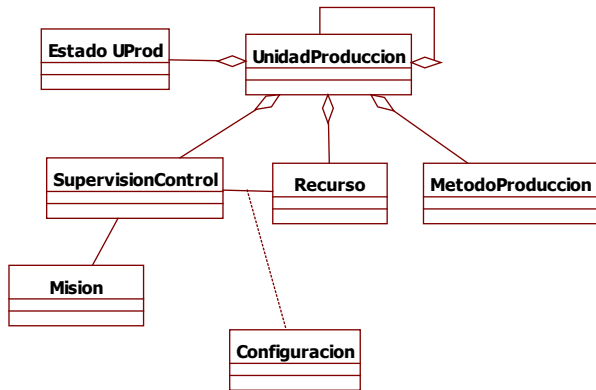 Estado UProd
UnidadProduccion
SupervisionControl
Recurso
MetodoProduccion
Mision
Configuracion